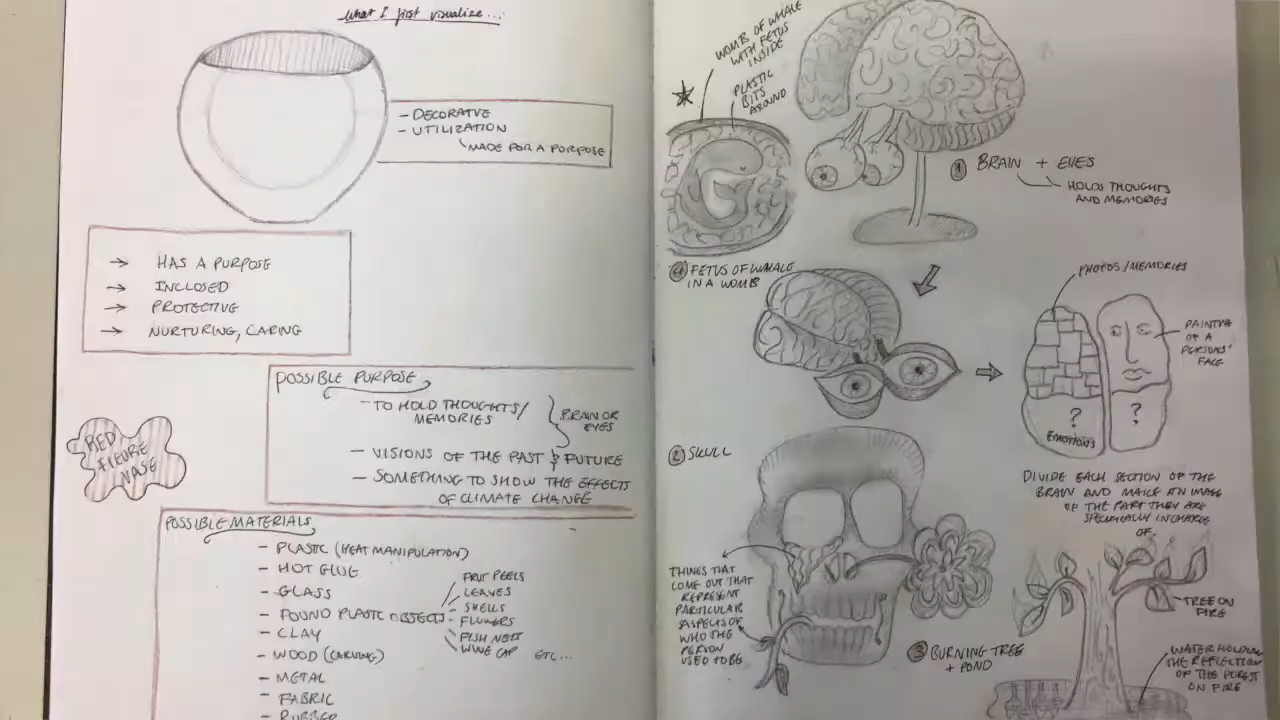 What I first visualize...
- DECORATIVE
- UTILIZATION
MADE FOR A PURPOSE
→ HAS A PURPOSE
→ INCLOSED
→ PROTECTIVE
→ NURTURING, CARING
POSSIBLE PURPOSE
- TO HOLD THOUGHTS/
MEMORIES
BRAIN OR
EYES
- VISIONS OF THE PAST & FUTURE
- SOMETHING TO SHOW THE EFFECTS
OF CLIMATE CHANGE
RED
FIGURE
VASE
POSSIBLE MATERIALS
- PLASTIC (HEAT MANIPULATION)
- HOT GLUE
- GLASS
- FOUND PLASTIC OBJECTS
FRUIT PEELS
LEAVES
SHELLS
FLOWERS
FISH NETS
WINE CAP ETC...
- CLAY
- WOOD (CARVING)
- METAL
- FABRIC
- RUBBER
WOMB OF WHALE
WITH FETUS
INSIDE
PLASTIC
BITS
AROUND
④ FETUS OF WHALE
IN A WOMB
① BRAIN + EYES
HOLDS THOUGHTS
AND MEMORIES
PHOTOS/MEMORIES
PAINTING
OF A
PERSONS'
FACE
?
EMOTIONS
?
DIVIDE EACH SECTION OF THE
BRAIN AND MAKE AN IMAGE
OF THE PART THEY ARE
SPECIFICALLY INCHARGE
OF.
② SKULL
THINGS THAT
COME OUT THAT
REPRESENT
PARTICULAR
ASPECTS OF
WHO THE
PERSON
USED TO BE
③ BURNING TREE
+ POND
TREE ON
FIRE
WATER HOLDING
THE REFLECTION
OF THE FOREST
ON FIRE